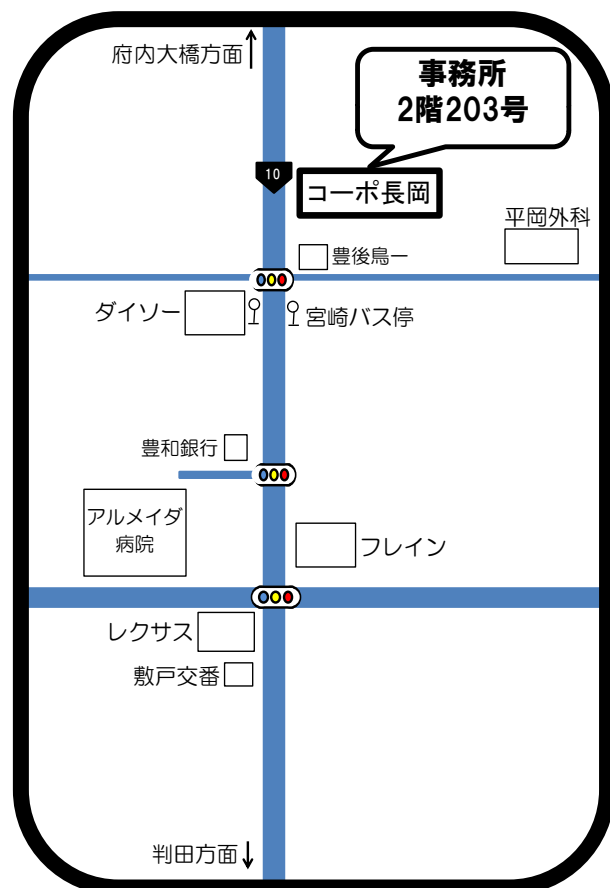 府内大橋方面
事務所
2階203号
10
コーポ長岡
平岡外科
豊後鳥一
ダイソー
宮崎バス停
豊和銀行
アルメイダ
病院
フレイン
レクサス
敷戸交番
判田方面